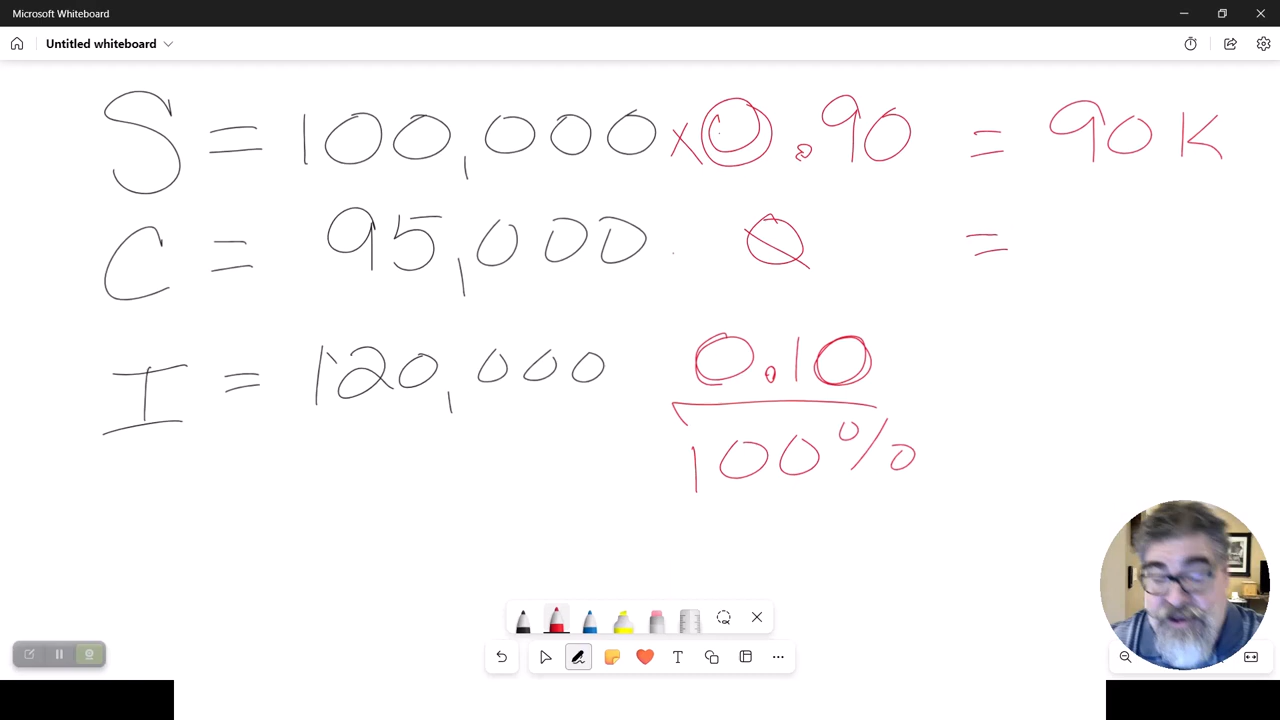 Microsoft Whiteboard
Untitled whiteboard
S = 100,000 x 0.90 = 90K
C = 95,000 0 =
I = 120,000 0.10
100%